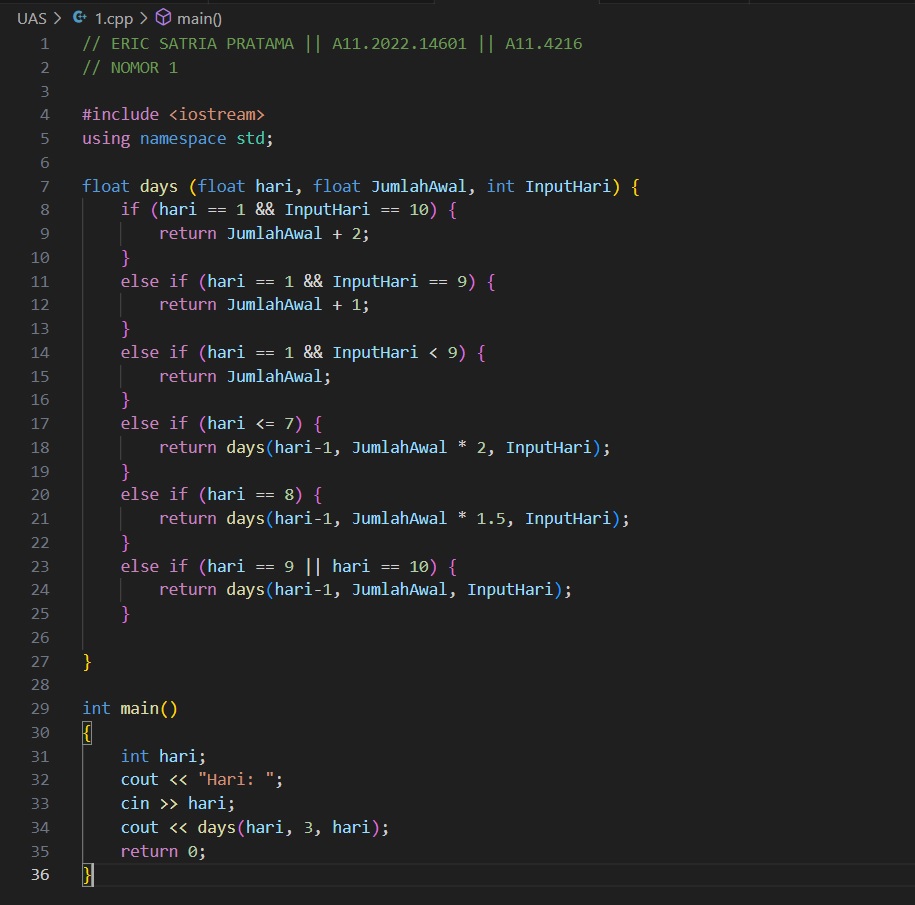 UAS > 1.cpp > main()
1 // ERIC SATRIA PRATAMA || A11.2022.14601 || A11.4216
2 // NOMOR 1
3
4 #include <iostream>
5 using namespace std;
6
7 float days (float hari, float JumlahAwal, int InputHari) {
8     if (hari == 1 && InputHari == 10) {
9         return JumlahAwal + 2;
10     }
11     else if (hari == 1 && InputHari == 9) {
12         return JumlahAwal + 1;
13     }
14     else if (hari == 1 && InputHari < 9) {
15         return JumlahAwal;
16     }
17     else if (hari <= 7) {
18         return days(hari-1, JumlahAwal * 2, InputHari);
19     }
20     else if (hari == 8) {
21         return days(hari-1, JumlahAwal * 1.5, InputHari);
22     }
23     else if (hari == 9 || hari == 10) {
24         return days(hari-1, JumlahAwal, InputHari);
25     }
26
27 }
28
29 int main()
30 {
31     int hari;
32     cout << "Hari: ";
33     cin >> hari;
34     cout << days(hari, 3, hari);
35     return 0;
36 }